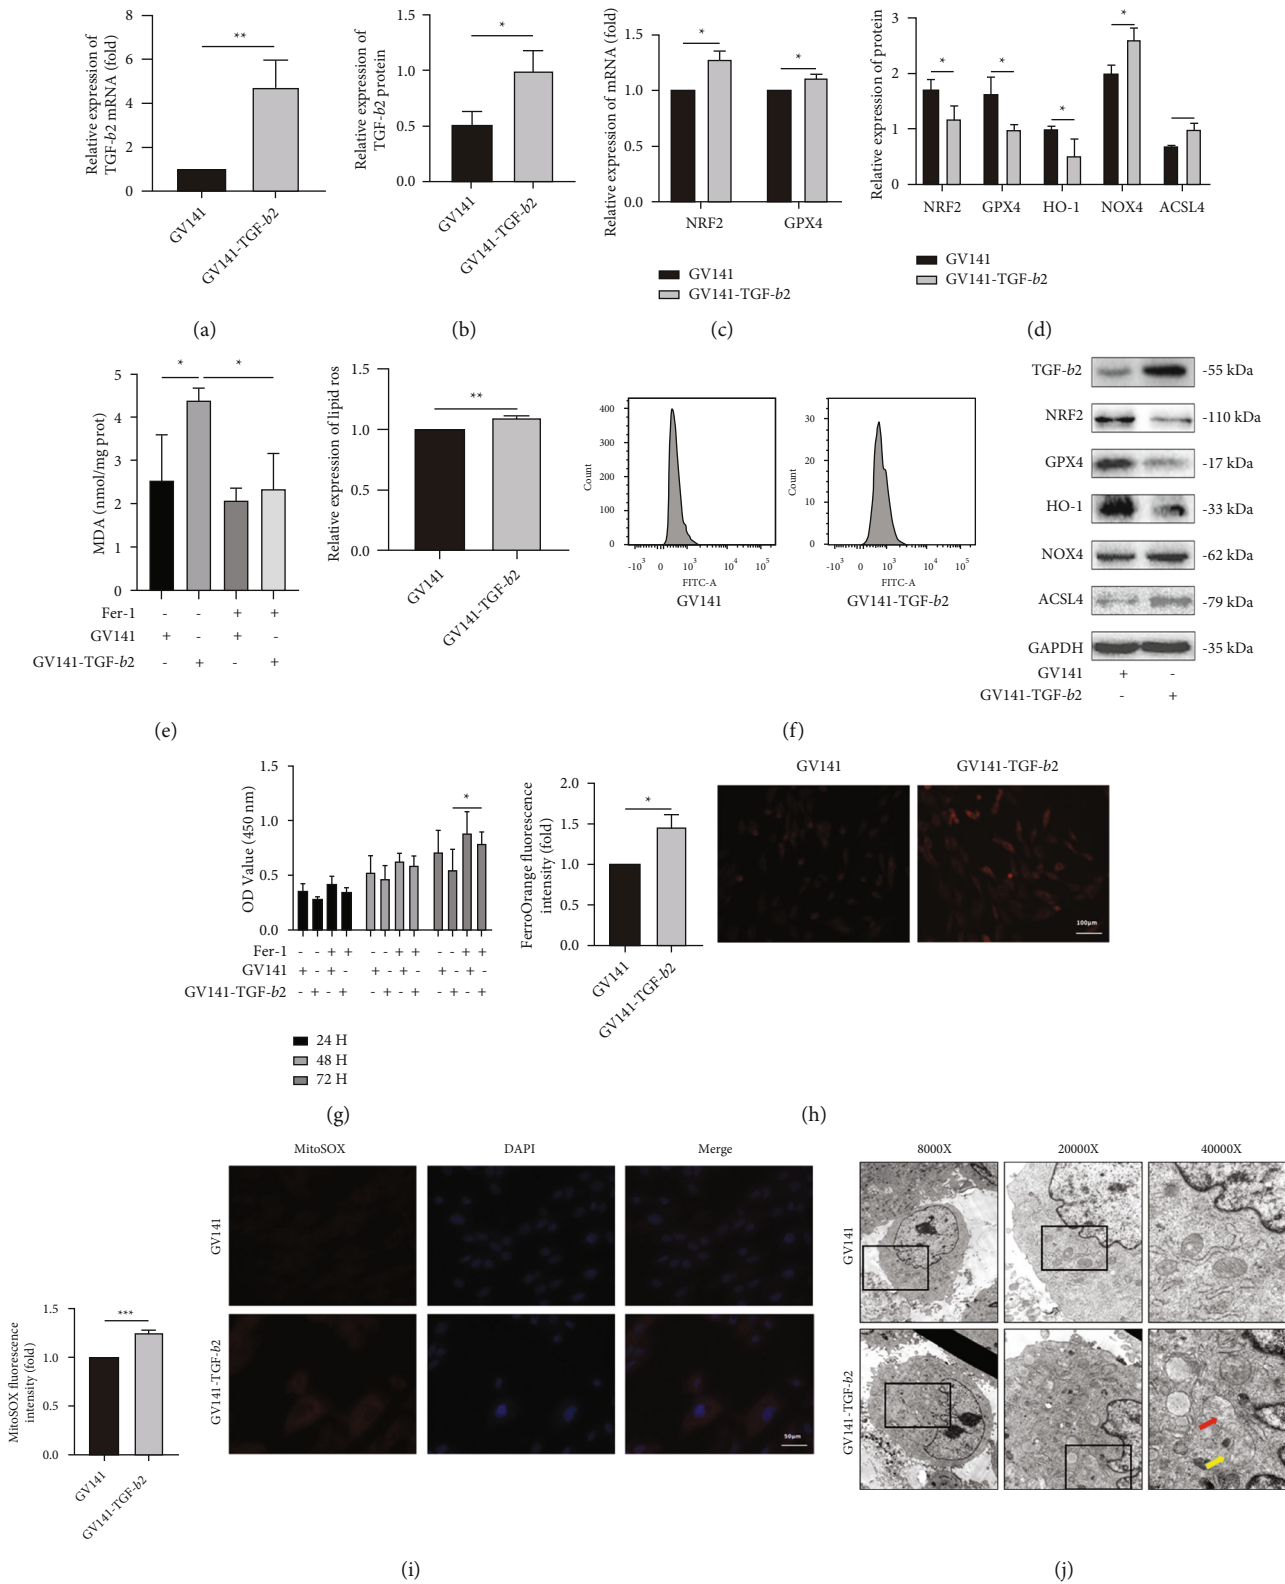 Relative expression of
TGF-b2 mRNA (fold)
8
6
4
2
0
**
GV141
GV141-TGF-b2
(a)
Relative expression of
TGF-b2 protein
1.5
1.0
0.5
0.0
*
GV141
GV141-TGF-b2
(b)
Relative expression of mRNA (fold)
1.5
1.0
0.5
0.0
*
*
NRF2
GPX4
GV141
GV141-TGF-b2
(c)
Relative expression of protein
3
2
1
0
*
*
*
*
NRF2
GPX4
HO-1
NOX4
ACSL4
GV141
GV141-TGF-b2
(d)
MDA (nmol/mg prot)
5
4
3
2
1
0
*
*
Fer-1 - - + +
GV141 + - + -
GV141-TGF-b2 - + - +
(e)
Relative expression of lipid ros
1.5
1.0
0.5
0.0
**
GV141
GV141-TGF-b2
Count
400
300
200
100
0
-10³ 0 10³ 10⁴ 10⁵
FITC-A
GV141
Count
30
20
10
0
-10³ 0 10³ 10⁴ 10⁵
FITC-A
GV141-TGF-b2
TGF-b2 -55 kDa
NRF2 -110 kDa
GPX4 -17 kDa
HO-1 -33 kDa
NOX4 -62 kDa
ACSL4 -79 kDa
GAPDH -35 kDa
GV141 + -
GV141-TGF-b2 - +
(f)
OD Value (450 nm)
1.5
1.0
0.5
0.0
*
Fer-1 - - + + - - + + - - + +
GV141 + - + - + - + - + - + -
GV141-TGF-b2 - + - + - + - + - + - +
24 H
48 H
72 H
(g)
FerroOrange fluorescence
intensity (fold)
2.0
1.5
1.0
0.5
0.0
*
GV141
GV141-TGF-b2
GV141
GV141-TGF-b2
100μm
(h)
MitoSOX fluorescence
intensity (fold)
1.5
1.0
0.5
0.0
***
GV141
GV141-TGF-b2
MitoSOX
DAPI
Merge
GV141
GV141-TGF-b2
50μm
(i)
8000X
20000X
40000X
GV141
GV141-TGF-b2
(j)